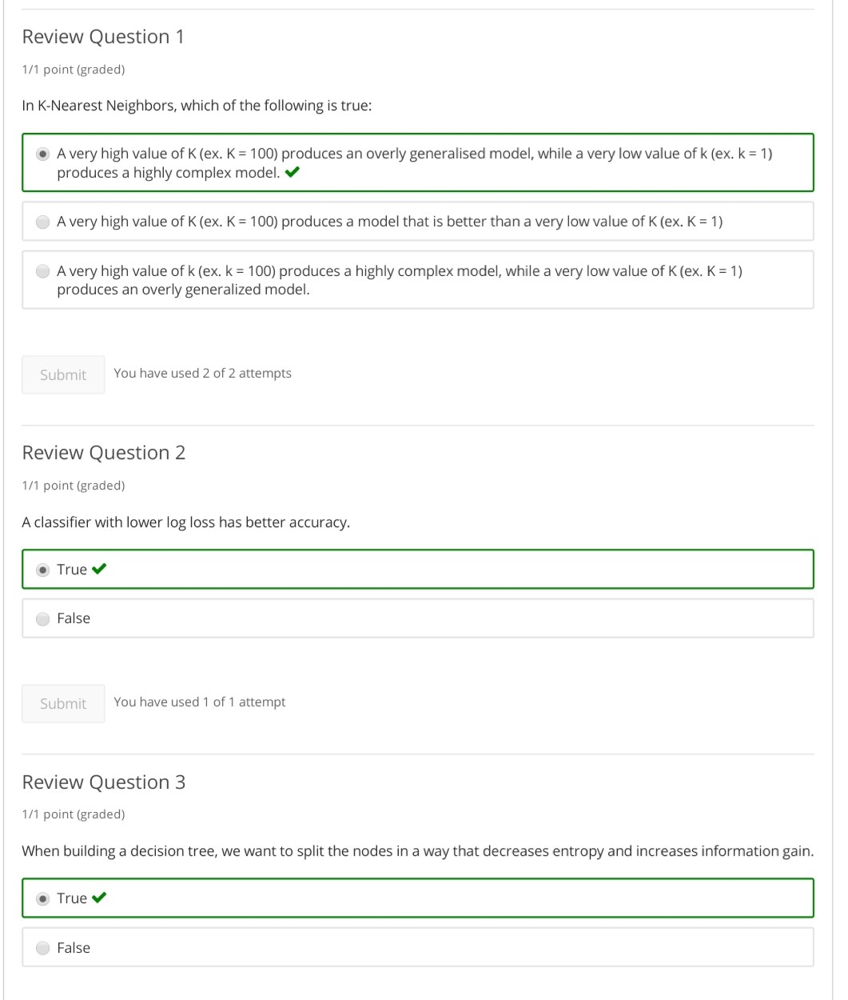 Review Question 1
1/1 point (graded)
In K-Nearest Neighbors, which of the following is true:
A very high value of K (ex. K = 100) produces an overly generalised model, while a very low value of k (ex. k = 1)
produces a highly complex model.
A very high value of K (ex. K = 100) produces a model that is better than a very low value of K (ex. K = 1)
A very high value of k (ex. k = 100) produces a highly complex model, while a very low value of K (ex. K = 1)
produces an overly generalized model.
Submit You have used 2 of 2 attempts
Review Question 2
1/1 point (graded)
A classifier with lower log loss has better accuracy.
True
False
Submit You have used 1 of 1 attempt
Review Question 3
1/1 point (graded)
When building a decision tree, we want to split the nodes in a way that decreases entropy and increases information gain.
True
False